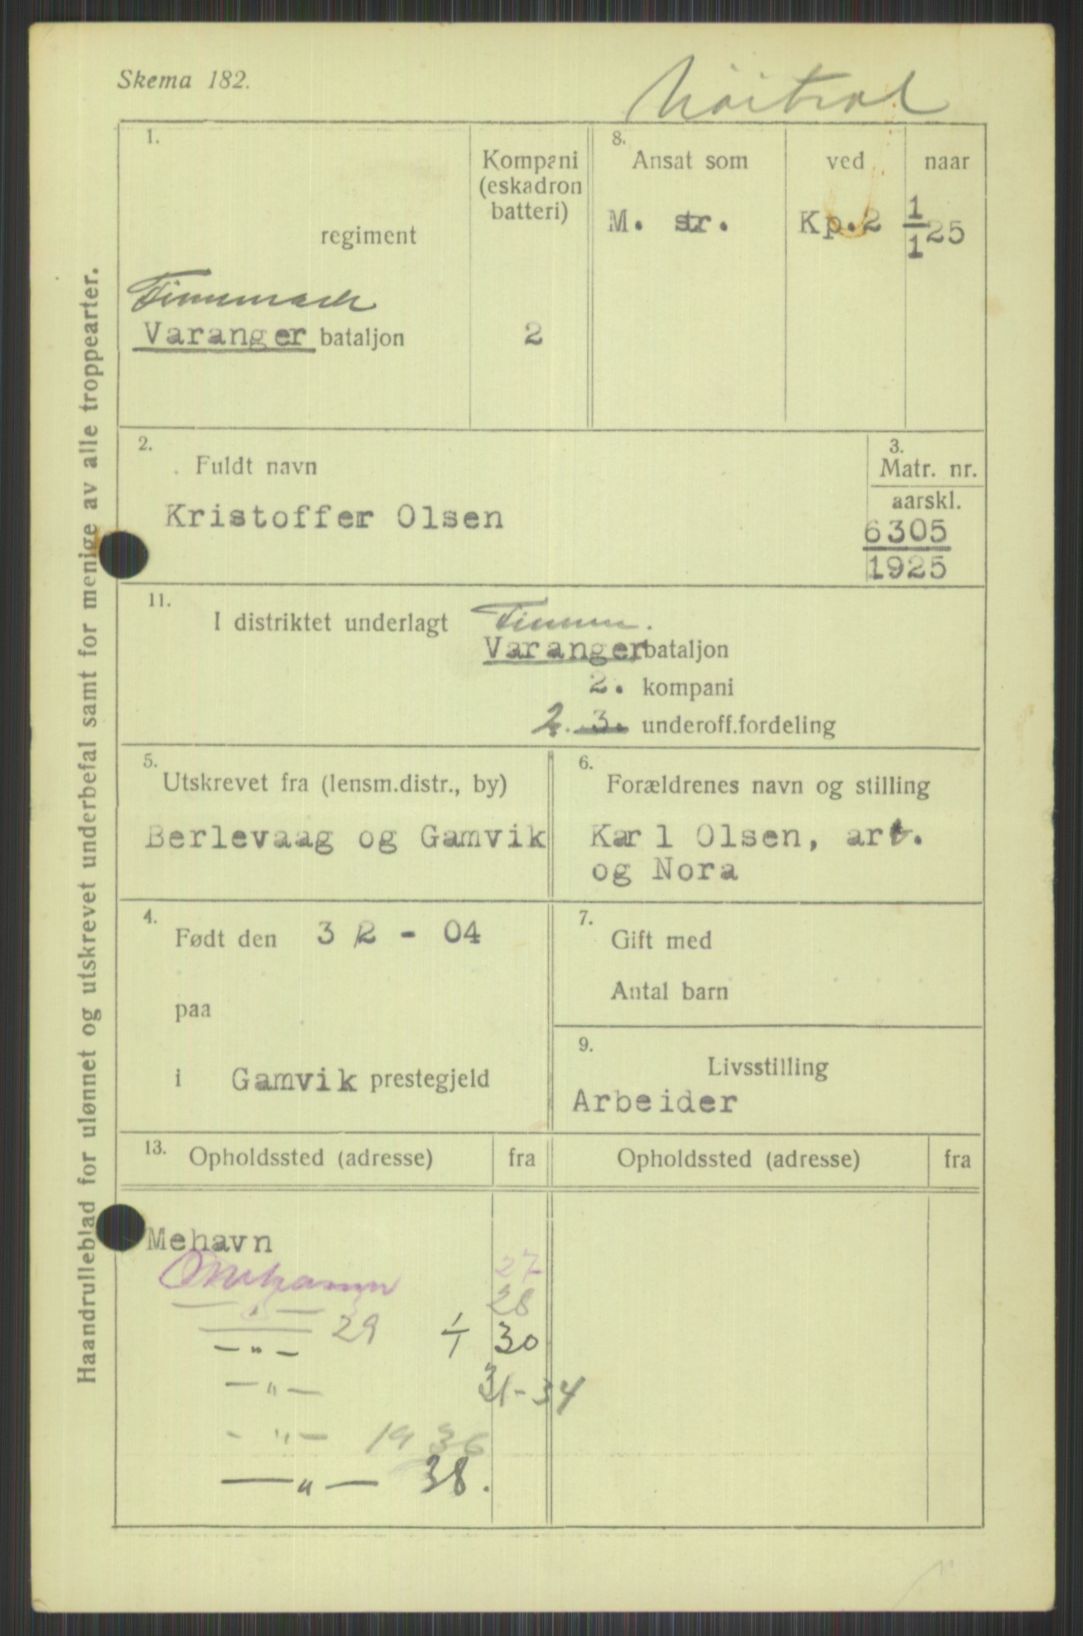 Skema 182.
Nöitral
1.
regiment
Kompani
(eskadron
batteri)
Finnmark
Varanger bataljon
2
8.
Ansat som
ved
naar
M. str.
Kp.2
1/1 25
2.
Fuldt navn
Kristoffer Olsen
3.
Matr. nr.
aarskl.
6305
1925
11.
I distriktet underlagt Finnm.
Varanger bataljon
2. kompani
2. 3. underoff.fordeling
5.
Utskrevet fra (lensm.distr., by)
Berlevaag og Gamvik
6.
Forældrenes navn og stilling
Karl Olsen, arb.
og Nora
4.
Født den 3 /2 - 04
paa
i Gamvik prestegjeld
7.
Gift med
Antal barn
9.
Livsstilling
Arbeider
13.
Opholdssted (adresse)
fra
Opholdssted (adresse)
fra
Mehavn
Mehamn 27
— " — 28
29
— " — 1/1 30
— " — 31-34
- " — 1936
— " — 38.
Haandrulleblad for ulønnet og utskrevet underbefal samt for menige av alle troppearter.